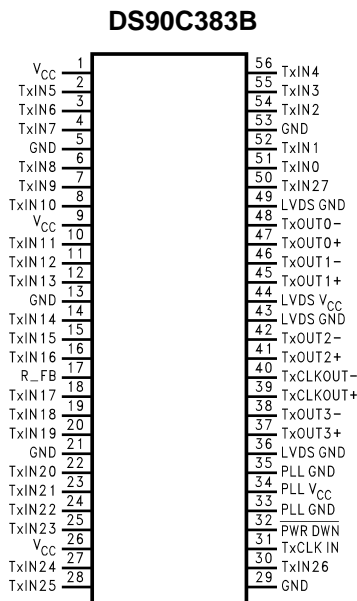 DS90C383B
VCC 1 56 TxIN4
TxIN5 2 55 TxIN3
TxIN6 3 54 TxIN2
TxIN7 4 53 GND
GND 5 52 TxIN1
TxIN8 6 51 TxIN0
TxIN9 7 50 TxIN27
TxIN10 8 49 LVDS GND
VCC 9 48 TxOUT0−
TxIN11 10 47 TxOUT0+
TxIN12 11 46 TxOUT1−
TxIN13 12 45 TxOUT1+
GND 13 44 LVDS VCC
TxIN14 14 43 LVDS GND
TxIN15 15 42 TxOUT2−
TxIN16 16 41 TxOUT2+
R_FB 17 40 TxCLKOUT−
TxIN17 18 39 TxCLKOUT+
TxIN18 19 38 TxOUT3−
TxIN19 20 37 TxOUT3+
GND 21 36 LVDS GND
TxIN20 22 35 PLL GND
TxIN21 23 34 PLL VCC
TxIN22 24 33 PLL GND
TxIN23 25 32 PWR DWN
VCC 26 31 TxCLK IN
TxIN24 27 30 TxIN26
TxIN25 28 29 GND